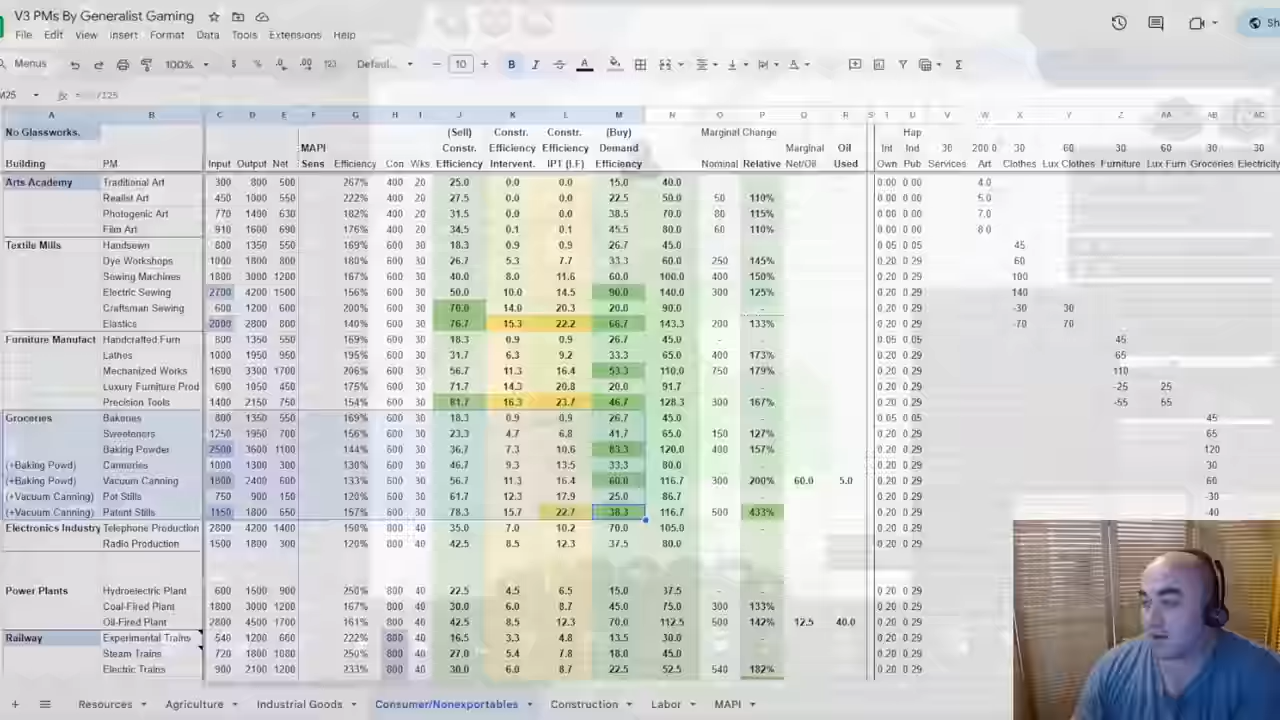 V3 PMs By Generalist Gaming
File Edit View Insert Format Data Tools Extensions Help
Menus 100% $ % .0 .00 123 Defaul... − 10 + B I A Σ
M25 fx /125
A B C D E F G H I J K L M N O P Q R S T U V W X Y Z AA AB AC
No Glassworks. (Sell) Constr. Constr. (Buy) Marginal Change Hap
MAPI Constr. Efficiency Efficiency Demand Marginal Oil Int Ind 30 200.0 30 60 30 30 30 30
Building PM Input Output Net Sens Efficiency Con Wks Efficiency Intervent. IPT (LF) Efficiency Nominal Relative Net/Oil Used Own Pub Services Art Clothes Lux Clothes Furniture Lux Furn Groceries Electricity
Arts Academy Traditional Art 300 800 500 267% 400 20 25.0 0.0 0.0 15.0 40.0 0.00 0.00 4.0
Realist Art 450 1000 550 222% 400 20 27.5 0.0 0.0 22.5 50.0 50 110% 0.00 0.00 5.0
Photogenic Art 770 1400 630 182% 400 20 31.5 0.0 0.0 38.5 70.0 80 115% 0.00 0.00 7.0
Film Art 910 1600 690 176% 400 20 34.5 0.1 0.1 45.5 80.0 60 110% 0.00 0.00 8.0
Textile Mills Handsewn 800 1350 550 169% 600 30 18.3 0.9 0.9 26.7 45.0 0.05 0.05 45
Dye Workshops 1000 1800 800 180% 600 30 26.7 5.3 7.7 33.3 60.0 250 145% 0.20 0.29 60
Sewing Machines 1800 3000 1200 167% 600 30 40.0 8.0 11.6 60.0 100.0 400 150% 0.20 0.29 100
Electric Sewing 2700 4200 1500 156% 600 30 50.0 10.0 14.5 90.0 140.0 300 125% 0.20 0.29 140
Craftsman Sewing 600 1200 600 200% 600 30 70.0 14.0 20.3 20.0 90.0 - 0.20 0.29 -30 30
Elastics 2000 2800 800 140% 600 30 76.7 15.3 22.2 66.7 143.3 200 133% 0.20 0.29 -70 70
Furniture Manufact Handcrafted Furn 800 1350 550 169% 600 30 18.3 0.9 0.9 26.7 45.0 - - 0.05 0.05 45
Lathes 1000 1950 950 195% 600 30 31.7 6.3 9.2 33.3 65.0 400 173% 0.20 0.29 65
Mechanized Works 1600 3300 1700 206% 600 30 56.7 11.3 16.4 53.3 110.0 750 179% 0.20 0.29 110
Luxury Furniture Prod 600 1050 450 175% 600 30 71.7 14.3 20.8 20.0 91.7 - 0.20 0.29 -25 25
Precision Tools 1400 2150 750 154% 600 30 81.7 16.3 23.7 46.7 128.3 300 167% 0.20 0.29 -55 55
Groceries Bakeries 800 1350 550 169% 600 30 18.3 0.9 0.9 26.7 45.0 - 0.05 0.05 45
Sweeteners 1250 1950 700 156% 600 30 23.3 4.7 6.8 41.7 65.0 150 127% 0.20 0.29 65
Baking Powder 2500 3600 1100 144% 600 30 36.7 7.3 10.6 83.3 120.0 400 157% 0.20 0.29 120
(+Baking Powd) Canneries 1000 1300 300 130% 600 30 46.7 9.3 13.5 33.3 80.0 - 0.20 0.29 30
(+Baking Powd) Vacuum Canning 1800 2400 600 133% 600 30 56.7 11.3 16.4 60.0 116.7 300 200% 60.0 5.0 0.20 0.29 60
(+Vacuum Canning) Pot Stills 750 900 150 120% 600 30 61.7 12.3 17.9 25.0 86.7 - 0.20 0.29 -30
(+Vacuum Canning) Patent Stills 1150 1800 650 157% 600 30 78.3 15.7 22.7 38.3 116.7 500 433% 0.20 0.29 -40
Electronics Industry Telephone Production 2800 4200 1400 150% 800 40 35.0 7.0 10.2 70.0 105.0 0.20 0.29
Radio Production 1500 1800 300 120% 800 40 42.5 8.5 12.3 37.5 80.0 0.20 0.29
Power Plants Hydroelectric Plant 600 1500 900 250% 800 40 22.5 4.5 6.5 15.0 37.5 0.20 0.29
Coal-Fired Plant 1800 3000 1200 167% 800 40 30.0 6.0 8.7 45.0 75.0 300 133% 0.20 0.29
Oil-Fired Plant 2800 4500 1700 161% 800 40 42.5 8.5 12.3 70.0 112.5 500 142% 12.5 40.0 0.20 0.29
Railway Experimental Trains 540 1200 660 222% 800 40 16.5 3.3 4.8 13.5 30.0 0.20 0.29
Steam Trains 720 1800 1080 250% 800 40 27.0 5.4 7.8 18.0 45.0 0.20 0.29
Electric Trains 900 2100 1200 233% 800 40 30.0 6.0 8.7 22.5 52.5 540 182% 0.20 0.29
+ Resources Agriculture Industrial Goods Consumer/Nonexportables Construction Labor MAPI